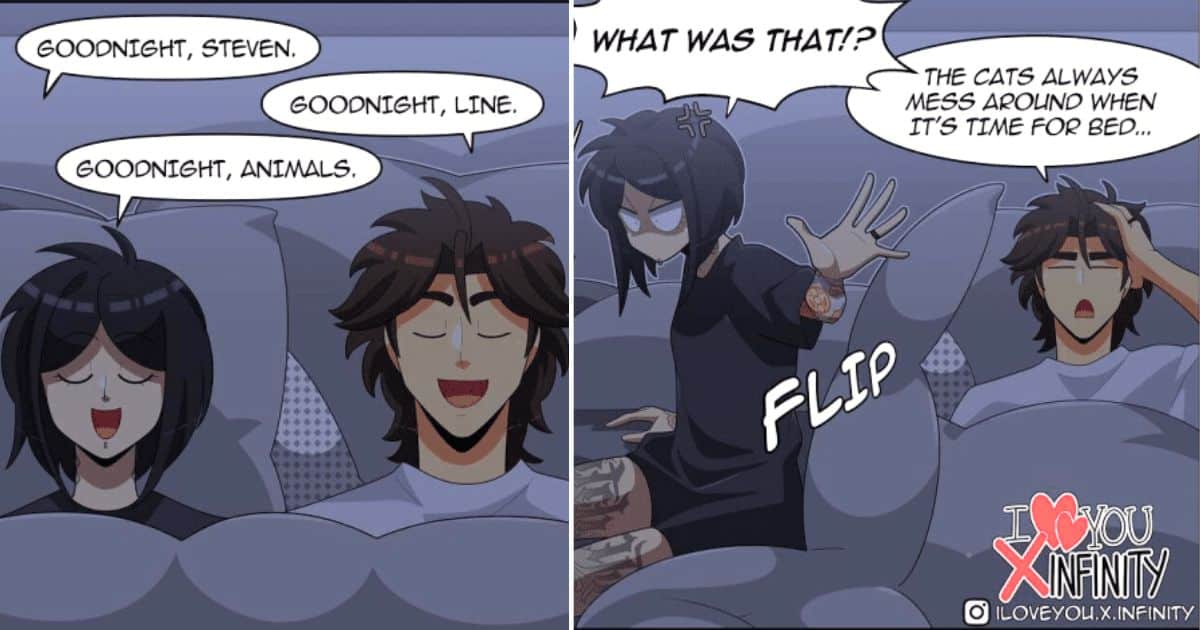 GOODNIGHT, STEVEN.
GOODNIGHT, LINE.
GOODNIGHT, ANIMALS.
WHAT WAS THAT!?
THE CATS ALWAYS
MESS AROUND WHEN
IT'S TIME FOR BED...
FLIP
I YOU
X INFINITY
ILOVEYOU.X.INFINITY